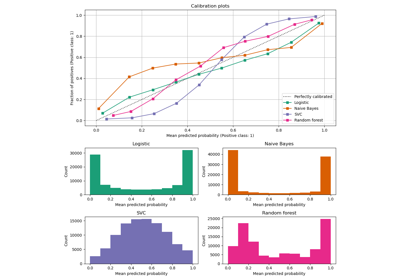 Calibration plots
1.0
0.8
0.6
0.4
0.2
0.0
Fraction of positives (Positive class: 1)
Perfectly calibrated
Logistic
Naive Bayes
SVC
Random forest
0.0 0.2 0.4 0.6 0.8 1.0
Mean predicted probability (Positive class: 1)
Logistic
30000
20000
10000
0
Count
0.0 0.2 0.4 0.6 0.8 1.0
Mean predicted probability
Naive Bayes
40000
20000
0
Count
0.0 0.2 0.4 0.6 0.8 1.0
Mean predicted probability
SVC
15000
10000
5000
0
Count
0.0 0.2 0.4 0.6 0.8 1.0
Mean predicted probability
Random forest
25000
20000
15000
10000
5000
0
Count
0.0 0.2 0.4 0.6 0.8 1.0
Mean predicted probability